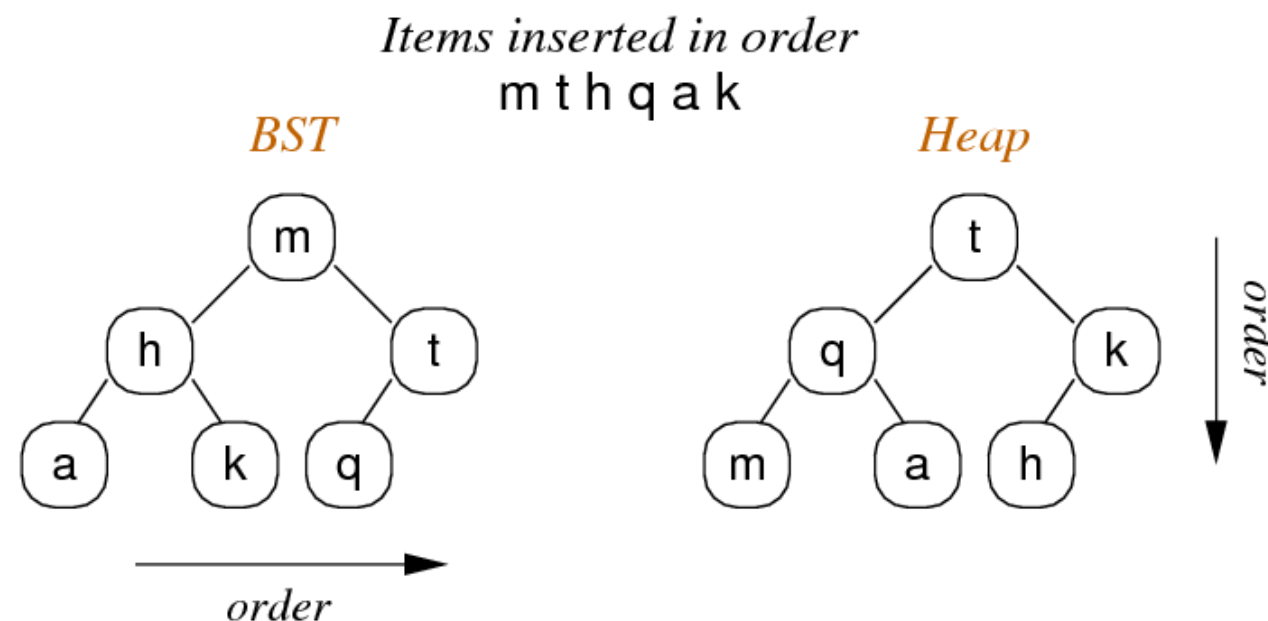 Items inserted in order
m t h q a k
BST
Heap
m
h t
a k q
order
t
q k
m a h
order